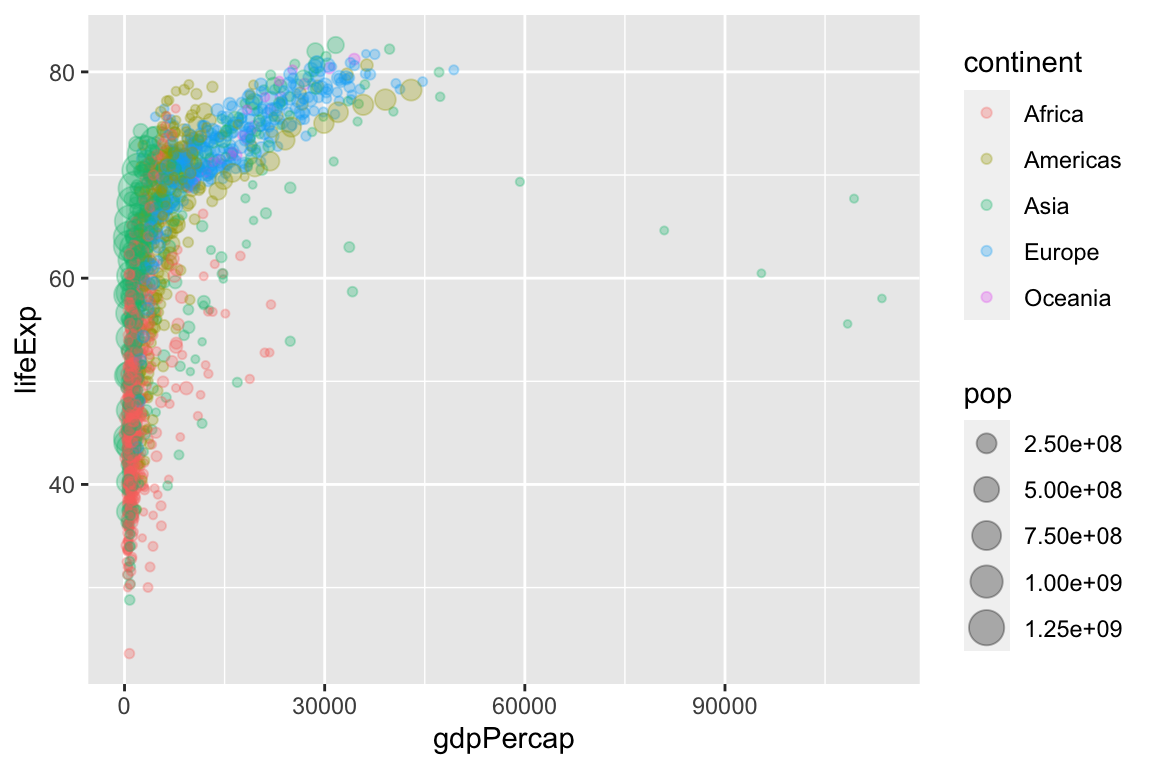 80
60
40
lifeExp
0
30000
60000
90000
gdpPercap
continent
Africa
Americas
Asia
Europe
Oceania
pop
2.50e+08
5.00e+08
7.50e+08
1.00e+09
1.25e+09